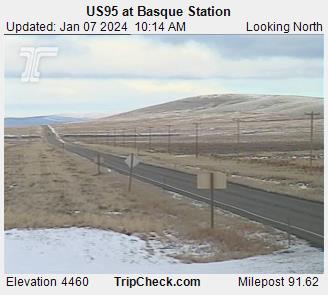 US95 at Basque Station
Updated: Jan 07 2024 10:14 AM Looking North
Elevation 4460 TripCheck.com Milepost 91.62